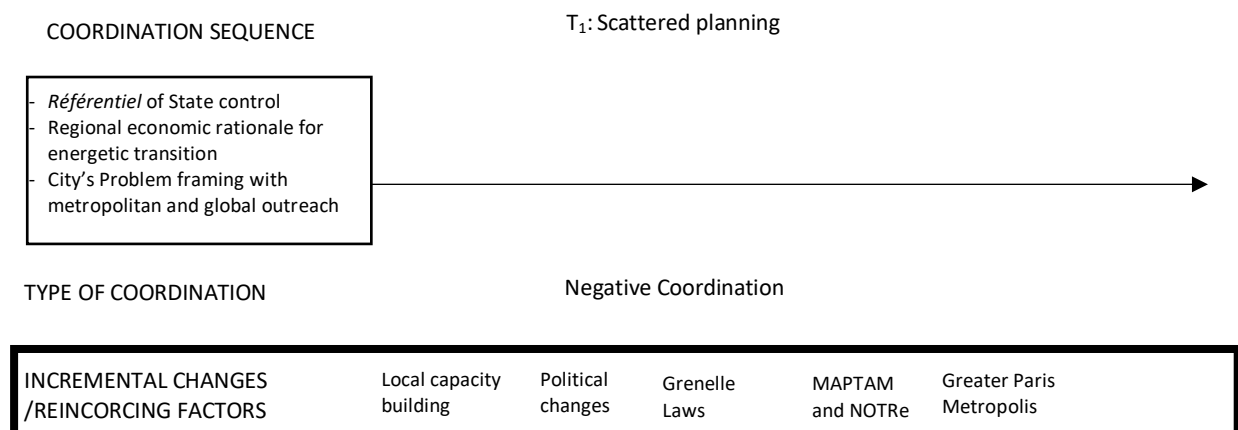 COORDINATION SEQUENCE
T1: Scattered planning
- Référentiel of State control
- Regional economic rationale for
energetic transition
- City's Problem framing with
metropolitan and global outreach
TYPE OF COORDINATION
Negative Coordination
INCREMENTAL CHANGES
/REINCORCING FACTORS
Local capacity
building
Political
changes
Grenelle
Laws
MAPTAM
and NOTRe
Greater Paris
Metropolis